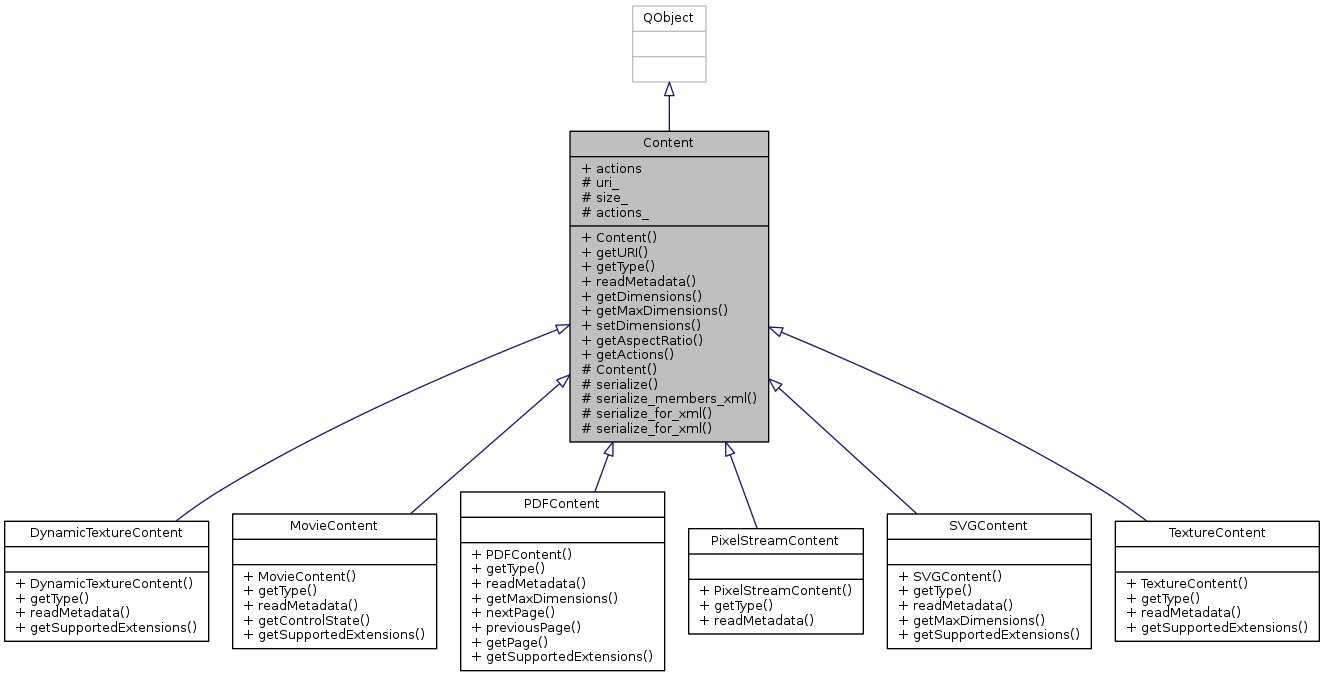 QObject
Content
+ actions
# uri_
# size_
# actions_
+ Content()
+ getURI()
+ getType()
+ readMetadata()
+ getDimensions()
+ getMaxDimensions()
+ setDimensions()
+ getAspectRatio()
+ getActions()
# Content()
# serialize()
# serialize_members_xml()
# serialize_for_xml()
# serialize_for_xml()
DynamicTextureContent
+ DynamicTextureContent()
+ getType()
+ readMetadata()
+ getSupportedExtensions()
MovieContent
+ MovieContent()
+ getType()
+ readMetadata()
+ getControlState()
+ getSupportedExtensions()
PDFContent
+ PDFContent()
+ getType()
+ readMetadata()
+ getMaxDimensions()
+ nextPage()
+ previousPage()
+ getPage()
+ getSupportedExtensions()
PixelStreamContent
+ PixelStreamContent()
+ getType()
+ readMetadata()
SVGContent
+ SVGContent()
+ getType()
+ readMetadata()
+ getMaxDimensions()
+ getSupportedExtensions()
TextureContent
+ TextureContent()
+ getType()
+ readMetadata()
+ getSupportedExtensions()